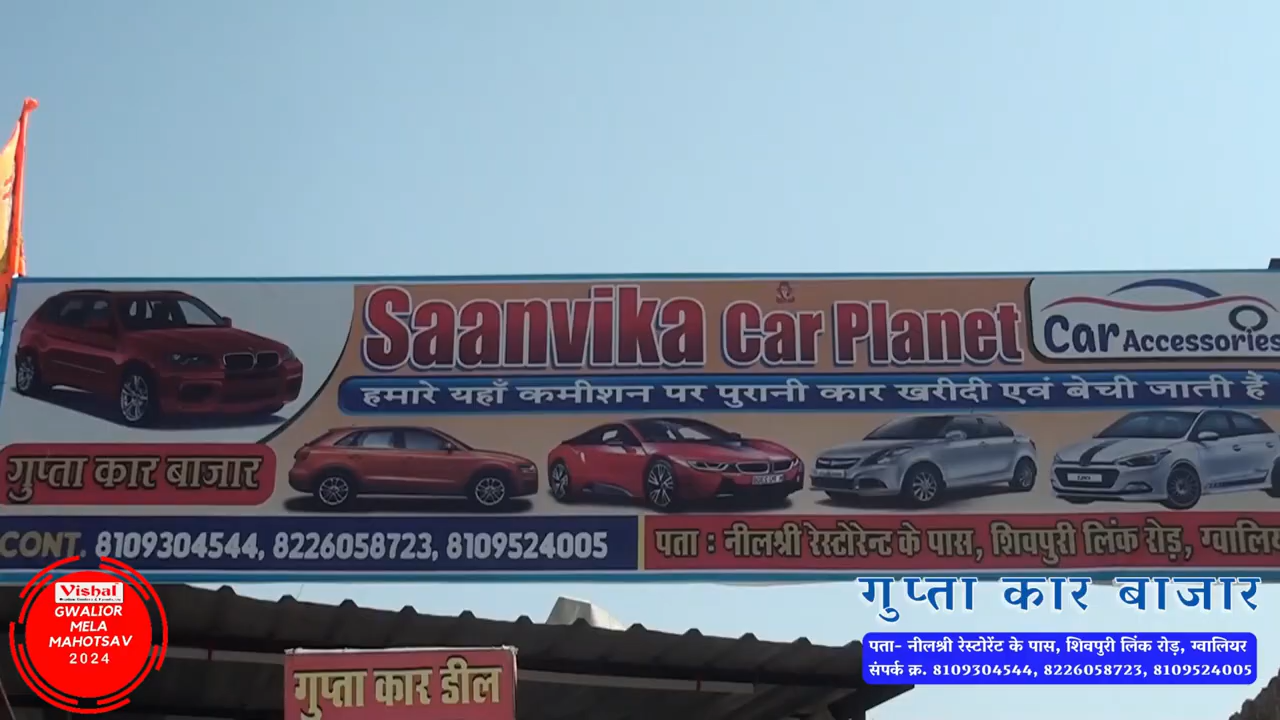 Saanvika Car Planet
Car Accessories
हमारे यहाँ कमीशन पर पुरानी कार खरीदी एवं बेची जाती हैं
गुप्ता कार बाजार
CONT. 8109304544, 8226058723, 8109524005
पता : नीलश्री रेस्टोरेन्ट के पास, शिवपुरी लिंक रोड़,
गुप्ता कार बाजार
पता- नीलश्री रेस्टोरेंट के पास, शिवपुरी लिंक रोड़, ग्वालियर
संपर्क क्र. 8109304544, 8226058723, 8109524005
Vishal
GWALIOR
MELA
MAHOTSAV
2024
गुप्ता कार डील